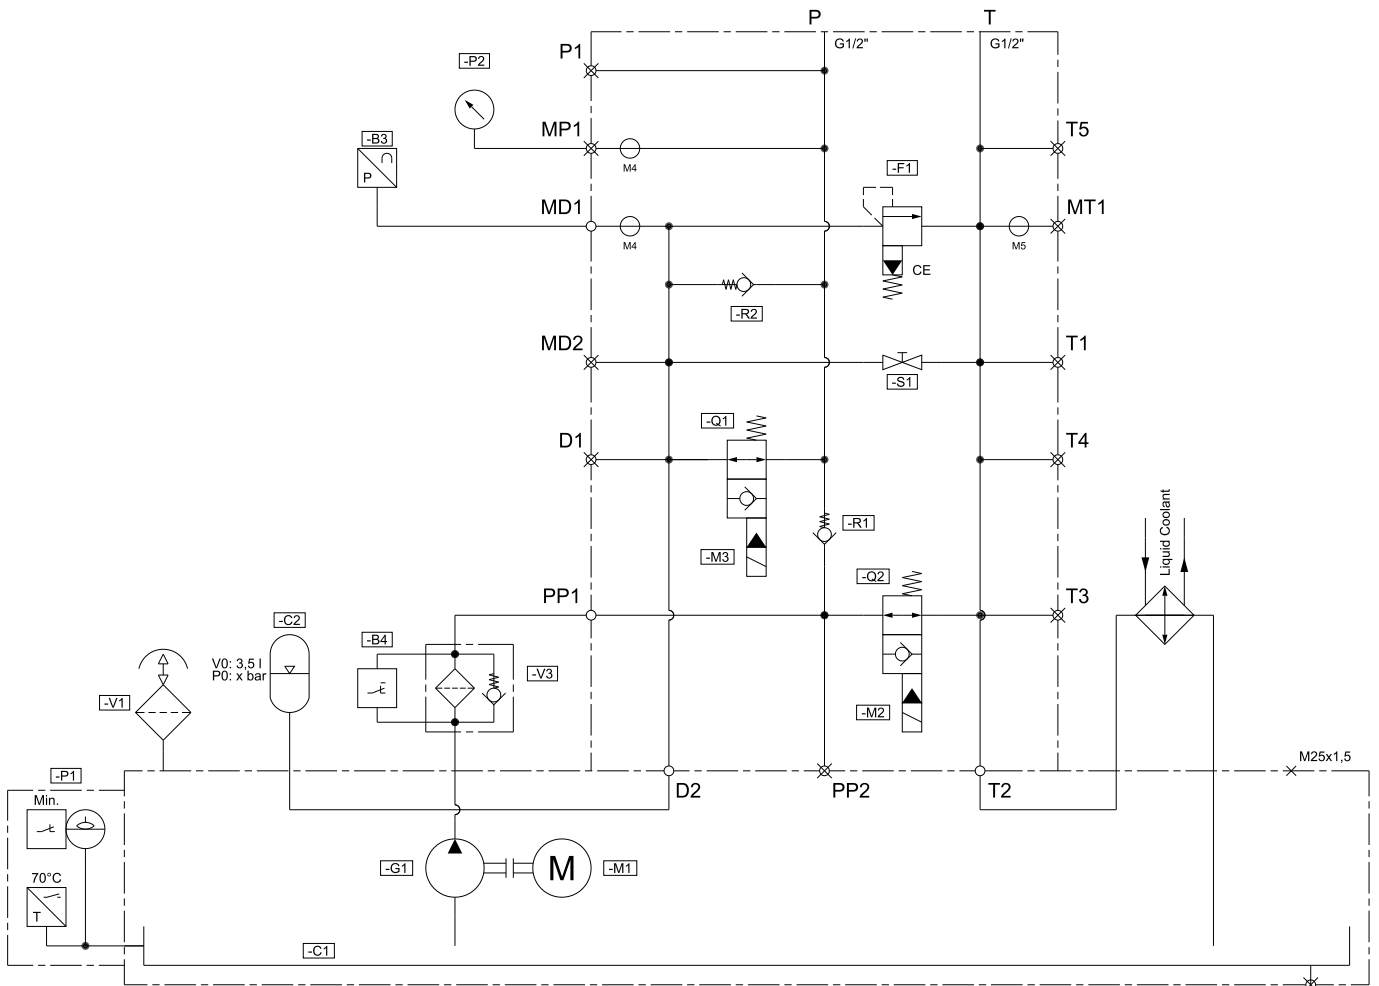 P
T
G1/2"
G1/2"
P1
-P2
MP1
T5
-B3
P
M4
-F1
MD1
MT1
M4
M5
CE
-R2
MD2
T1
-S1
-Q1
D1
T4
-R1
-M3
Liquid Coolant
-Q2
PP1
T3
-C2
-B4
V0: 3,5 l
P0: x bar
-V3
-V1
-M2
M25x1,5
-P1
D2
PP2
T2
Min.
-G1
M
-M1
70°C
T
-C1